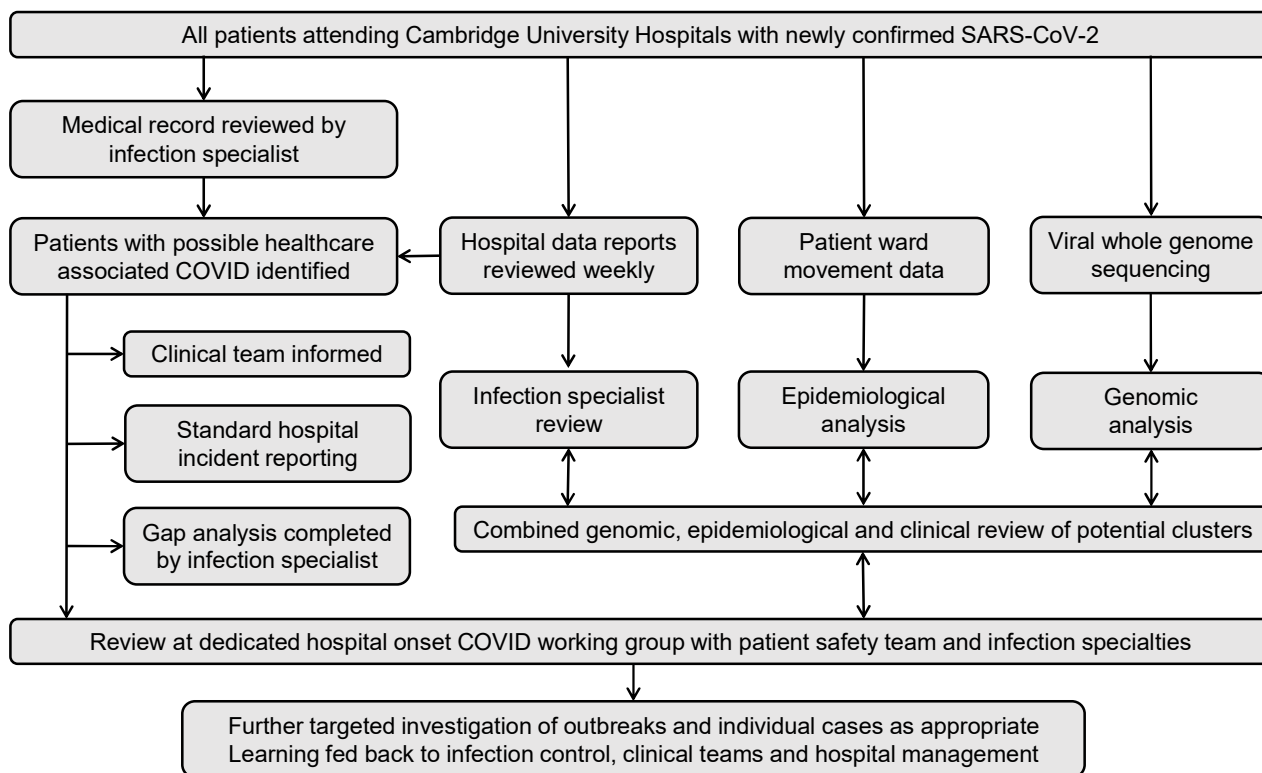 All patients attending Cambridge University Hospitals with newly confirmed SARS-CoV-2
Medical record reviewed by
infection specialist
Patients with possible healthcare
associated COVID identified
Hospital data reports
reviewed weekly
Patient ward
movement data
Viral whole genome
sequencing
Clinical team informed
Standard hospital
incident reporting
Gap analysis completed
by infection specialist
Infection specialist
review
Epidemiological
analysis
Genomic
analysis
Combined genomic, epidemiological and clinical review of potential clusters
Review at dedicated hospital onset COVID working group with patient safety team and infection specialties
Further targeted investigation of outbreaks and individual cases as appropriate
Learning fed back to infection control, clinical teams and hospital management